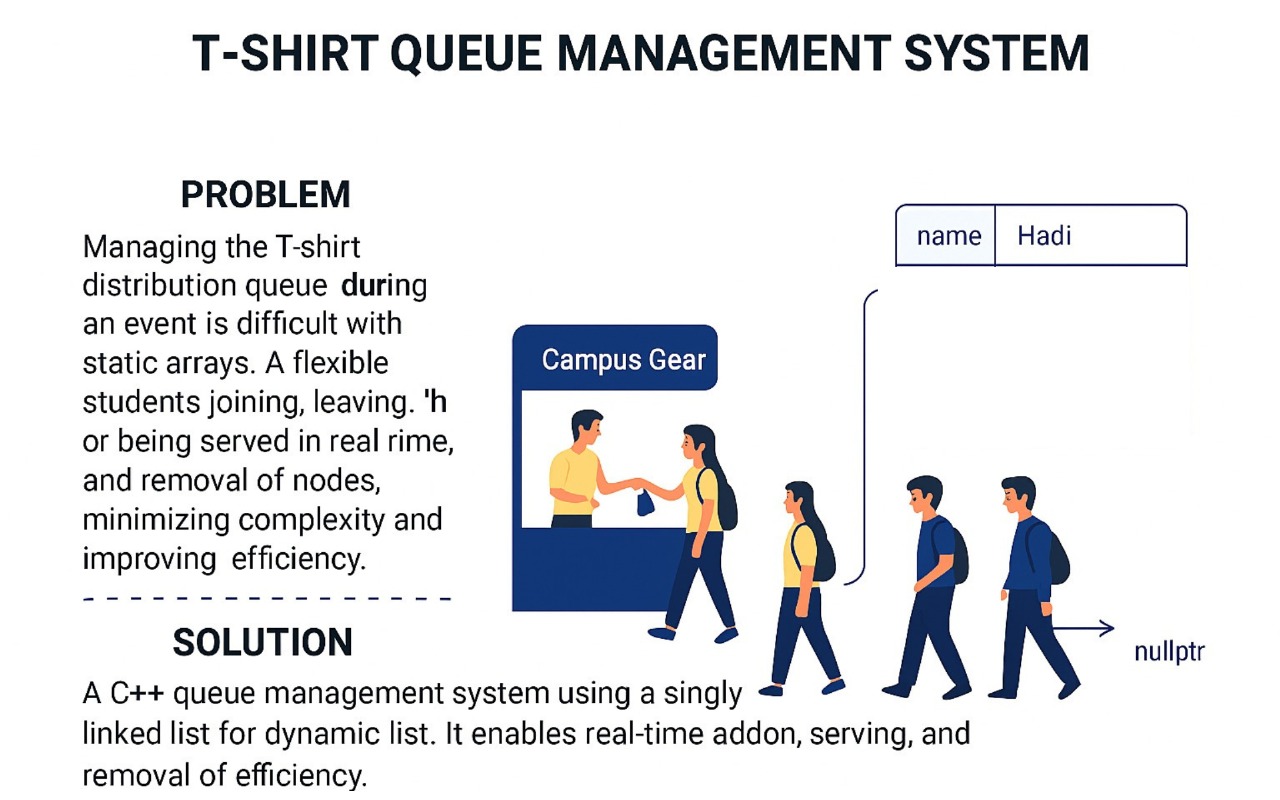 T-SHIRT QUEUE MANAGEMENT SYSTEM
PROBLEM
Managing the T-shirt
distribution queue during
an event is difficult with
static arrays. A flexible
students joining, leaving. 'h
or being served in real rime,
and removal of nodes,
minimizing complexity and
improving efficiency.
SOLUTION
A C++ queue management system using a singly
linked list for dynamic list. It enables real-time addon, serving, and
removal of efficiency.
Campus Gear
name Hadi
nullptr